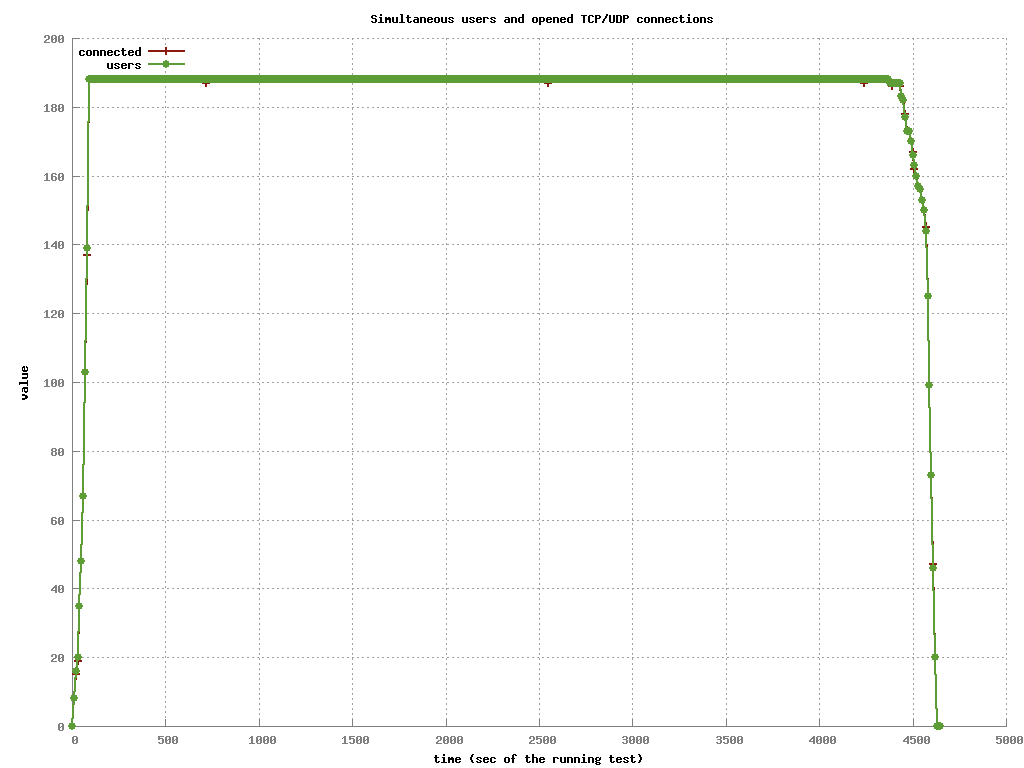 Simultaneous users and opened TCP/UDP connections
200
connected
users
180
160
140
120
100
value
80
60
40
20
0
0 500 1000 1500 2000 2500 3000 3500 4000 4500 5000
time (sec of the running test)